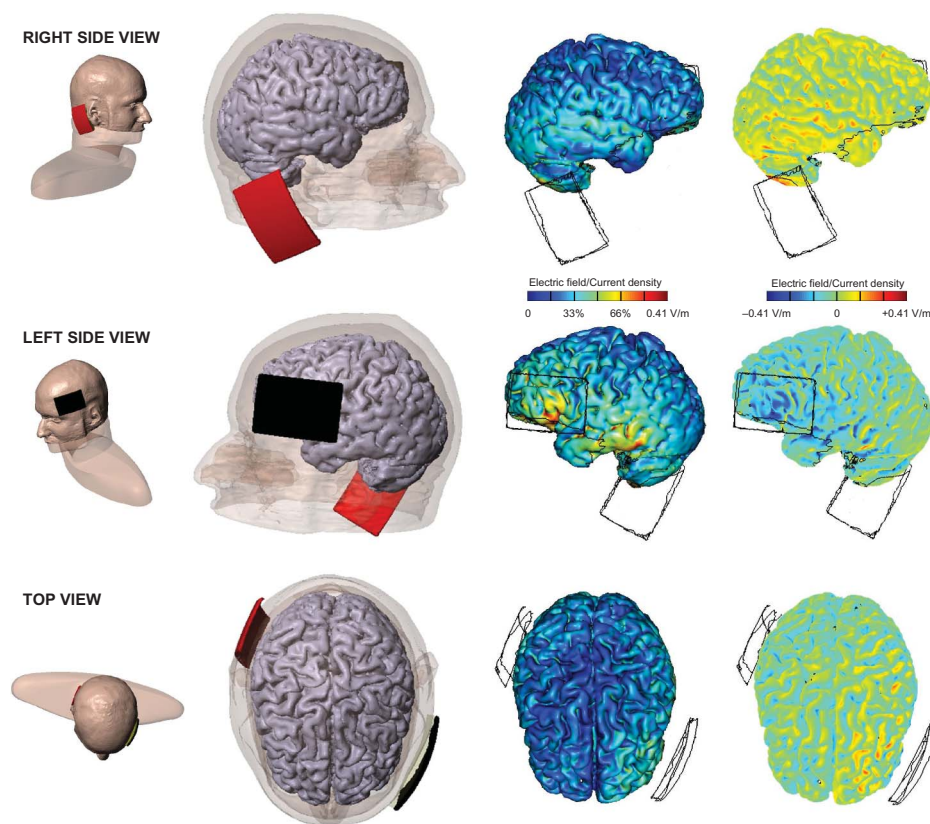 RIGHT SIDE VIEW
Electric field/Current density
0 33% 66% 0.41 V/m
Electric field/Current density
–0.41 V/m 0 +0.41 V/m
LEFT SIDE VIEW
TOP VIEW